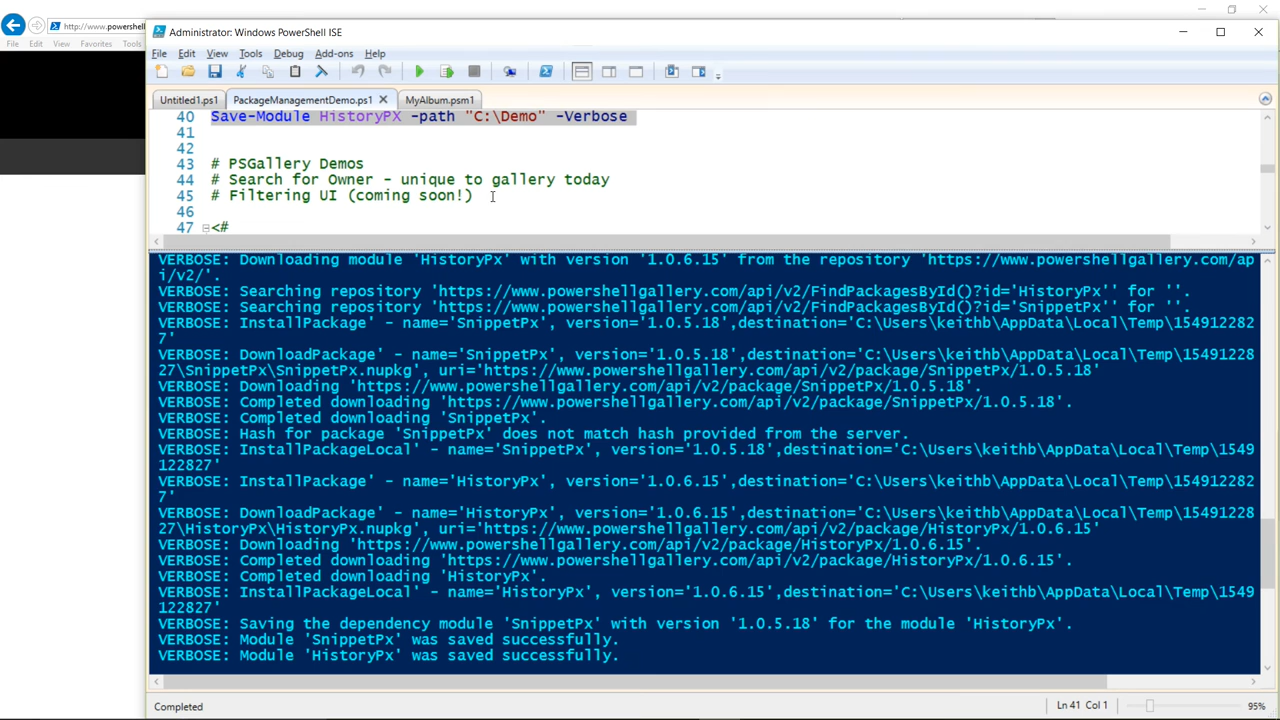 http://www.powershell
File Edit View Favorites Tools
Administrator: Windows PowerShell ISE
File Edit View Tools Debug Add-ons Help
Untitled1.ps1 PackageManagementDemo.ps1 MyAlbum.psm1
40 Save-Module HistoryPX -path "C:\Demo" -Verbose
41
42
43 # PSGallery Demos
44 # Search for Owner - unique to gallery today
45 # Filtering UI (coming soon!)
46
47 <#
VERBOSE: Downloading module 'HistoryPx' with version '1.0.6.15' from the repository 'https://www.powershellgallery.com/ap
i/v2/'.
VERBOSE: Searching repository 'https://www.powershellgallery.com/api/v2/FindPackagesById()?id='HistoryPx'' for ''.
VERBOSE: Searching repository 'https://www.powershellgallery.com/api/v2/FindPackagesById()?id='SnippetPx'' for ''.
VERBOSE: InstallPackage' - name='SnippetPx', version='1.0.5.18',destination='C:\Users\keithb\AppData\Local\Temp\154912282
7'
VERBOSE: DownloadPackage' - name='SnippetPx', version='1.0.5.18',destination='C:\Users\keithb\AppData\Local\Temp\15491228
27\SnippetPx\SnippetPx.nupkg', uri='https://www.powershellgallery.com/api/v2/package/SnippetPx/1.0.5.18'
VERBOSE: Downloading 'https://www.powershellgallery.com/api/v2/package/SnippetPx/1.0.5.18'.
VERBOSE: Completed downloading 'https://www.powershellgallery.com/api/v2/package/SnippetPx/1.0.5.18'.
VERBOSE: Completed downloading 'SnippetPx'.
VERBOSE: Hash for package 'SnippetPx' does not match hash provided from the server.
VERBOSE: InstallPackageLocal' - name='SnippetPx', version='1.0.5.18',destination='C:\Users\keithb\AppData\Local\Temp\1549
122827'
VERBOSE: InstallPackage' - name='HistoryPx', version='1.0.6.15',destination='C:\Users\keithb\AppData\Local\Temp\154912282
7'
VERBOSE: DownloadPackage' - name='HistoryPx', version='1.0.6.15',destination='C:\Users\keithb\AppData\Local\Temp\15491228
27\HistoryPx\HistoryPx.nupkg', uri='https://www.powershellgallery.com/api/v2/package/HistoryPx/1.0.6.15'
VERBOSE: Downloading 'https://www.powershellgallery.com/api/v2/package/HistoryPx/1.0.6.15'.
VERBOSE: Completed downloading 'https://www.powershellgallery.com/api/v2/package/HistoryPx/1.0.6.15'.
VERBOSE: Completed downloading 'HistoryPx'.
VERBOSE: InstallPackageLocal' - name='HistoryPx', version='1.0.6.15',destination='C:\Users\keithb\AppData\Local\Temp\1549
122827'
VERBOSE: Saving the dependency module 'SnippetPx' with version '1.0.5.18' for the module 'HistoryPx'.
VERBOSE: Module 'SnippetPx' was saved successfully.
VERBOSE: Module 'HistoryPx' was saved successfully.
Completed Ln 41 Col 1 95%